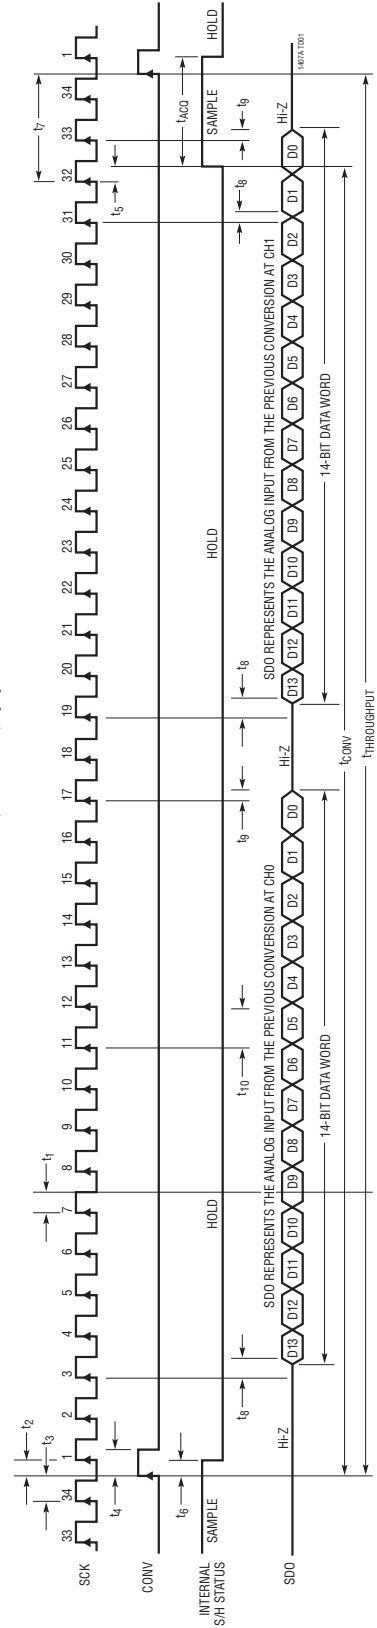 t2 t3 t1 t7
33 34 1 2 3 4 5 6 7 8 9 10 11 12 13 14 15 16 17 18 19 20 21 22 23 24 25 26 27 28 29 30 31 32 33 34 1
SCK
t4 t5
CONV
tACQ
t6
INTERNAL
S/H STATUS
SAMPLE HOLD HOLD SAMPLE HOLD
t8 t10 t9 t8 t8 t9
SDO REPRESENTS THE ANALOG INPUT FROM THE PREVIOUS CONVERSION AT CH0
SDO REPRESENTS THE ANALOG INPUT FROM THE PREVIOUS CONVERSION AT CH1
Hi-Z Hi-Z Hi-Z
SDO D13 D12 D11 D10 D9 D8 D7 D6 D5 D4 D3 D2 D1 D0 D13 D12 D11 D10 D9 D8 D7 D6 D5 D4 D3 D2 D1 D0
1407A TD01
14-BIT DATA WORD 14-BIT DATA WORD
tCONV
tTHROUGHPUT